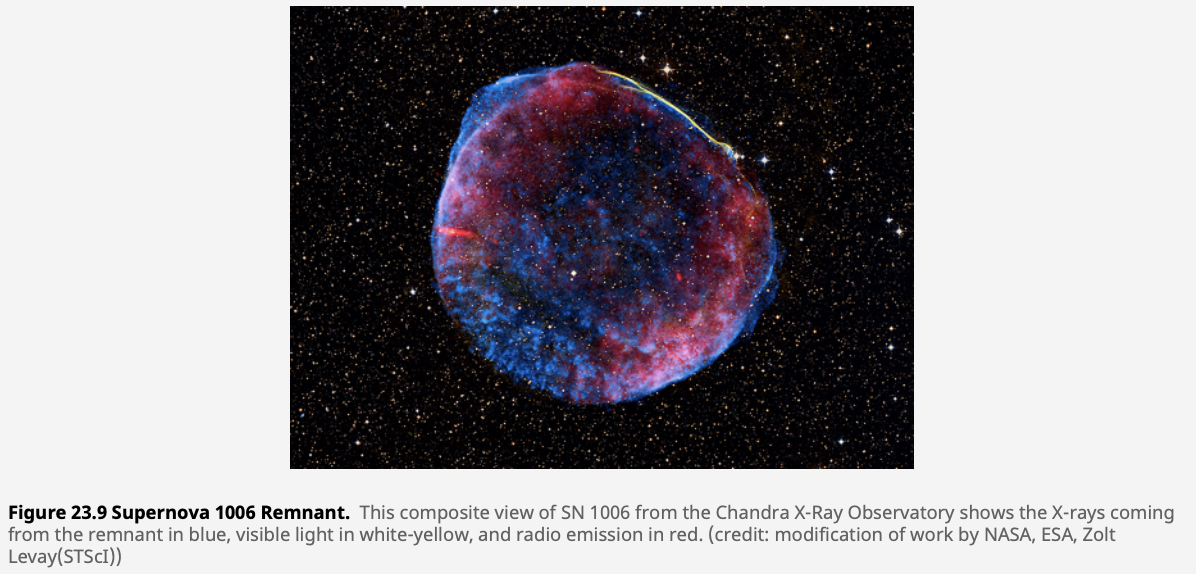 Figure 23.9 Supernova 1006 Remnant. This composite view of SN 1006 from the Chandra X-Ray Observatory shows the X-rays coming
from the remnant in blue, visible light in white-yellow, and radio emission in red. (credit: modification of work by NASA, ESA, Zolt
Levay(STScI))